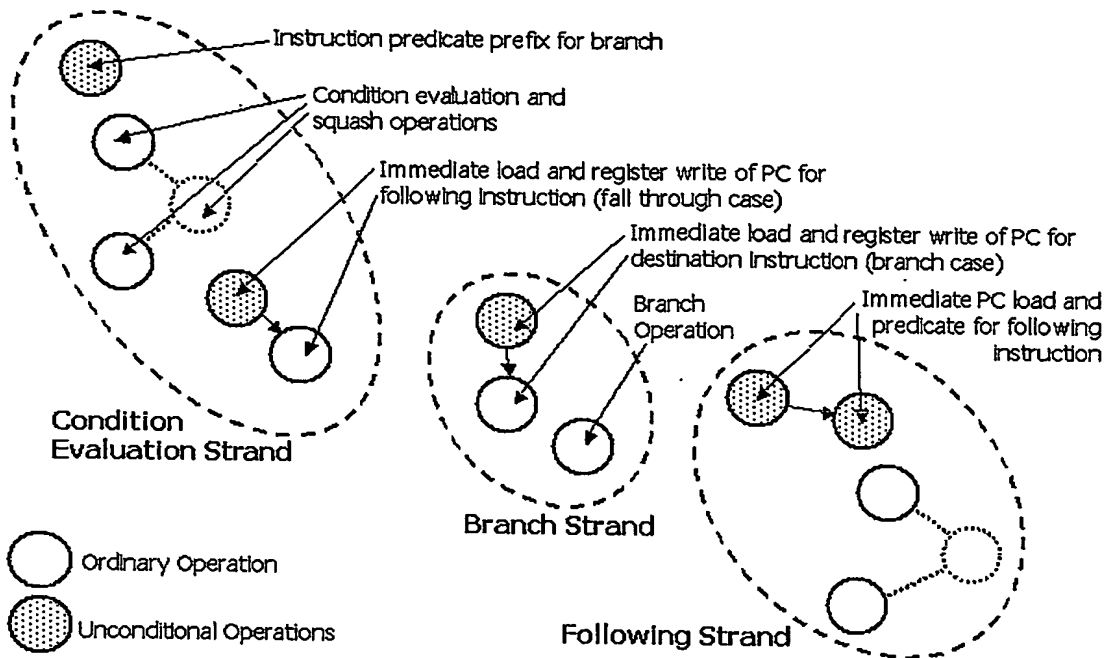 Instruction predicate prefix for branch
Condition evaluation and
squash operations
Immediate load and register write of PC for
following instruction (fall through case)
Immediate load and register write of PC for
destination instruction (branch case)
Branch
Operation
Immediate PC load and
predicate for following
instruction
Condition
Evaluation Strand
Branch Strand
Following Strand
Ordinary Operation
Unconditional Operations